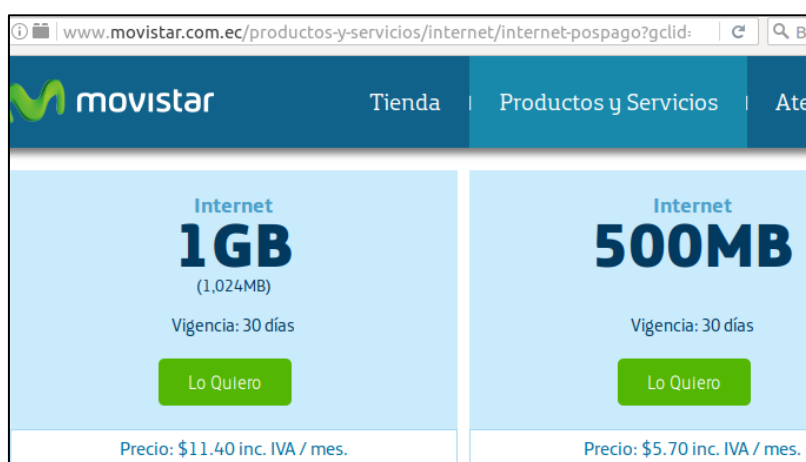 www.movistar.com.ec/productos-y-servicios/internet/internet-pospago?gclid=
movistar
Tienda
Productos y Servicios
Internet
1GB
(1,024MB)
Vigencia: 30 días
Lo Quiero
Precio: $11.40 inc. IVA / mes.
Internet
500MB
Vigencia: 30 días
Lo Quiero
Precio: $5.70 inc. IVA / mes.